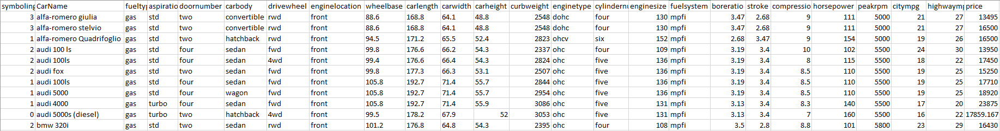 symboling CarName fueltyp aspiratio doornumber carbody drivewheel enginelocation wheelbase carlength carwidth carheight curbweight enginetype cylindernu enginesize fuelsystem boreratio stroke compressio horsepower peakrpm citympg highwaymp price
3 alfa-romero giulia gas std two convertible rwd front 88.6 168.8 64.1 48.8 2548 dohc four 130 mpfi 3.47 2.68 9 111 5000 21 27 13495
3 alfa-romero stelvio gas std two convertible rwd front 88.6 168.8 64.1 48.8 2548 dohc four 130 mpfi 3.47 2.68 9 111 5000 21 27 16500
1 alfa-romero Quadrifoglio gas std two hatchback rwd front 94.5 171.2 65.5 52.4 2823 ohcv six 152 mpfi 2.68 3.47 9 154 5000 19 26 16500
2 audi 100 ls gas std four sedan fwd front 99.8 176.6 66.2 54.3 2337 ohc four 109 mpfi 3.19 3.4 10 102 5500 24 30 13950
2 audi 100ls gas std four sedan 4wd front 99.4 176.6 66.4 54.3 2824 ohc five 136 mpfi 3.19 3.4 8 115 5500 18 22 17450
2 audi fox gas std two sedan fwd front 99.8 177.3 66.3 53.1 2507 ohc five 136 mpfi 3.19 3.4 8.5 110 5500 19 25 15250
1 audi 100ls gas std four sedan fwd front 105.8 192.7 71.4 55.7 2844 ohc five 136 mpfi 3.19 3.4 8.5 110 5500 19 25 17710
1 audi 5000 gas std four wagon fwd front 105.8 192.7 71.4 55.7 2954 ohc five 136 mpfi 3.19 3.4 8.5 110 5500 19 25 18920
1 audi 4000 gas turbo four sedan fwd front 105.8 192.7 71.4 55.9 3086 ohc five 131 mpfi 3.13 3.4 8.3 140 5500 17 20 23875
0 audi 5000s (diesel) gas turbo two hatchback 4wd front 99.5 178.2 67.9 52 3053 ohc five 131 mpfi 3.13 3.4 7 160 5500 16 22 17859.167
2 bmw 320i gas std two sedan rwd front 101.2 176.8 64.8 54.3 2395 ohc four 108 mpfi 3.5 2.8 8.8 101 5800 23 29 16430